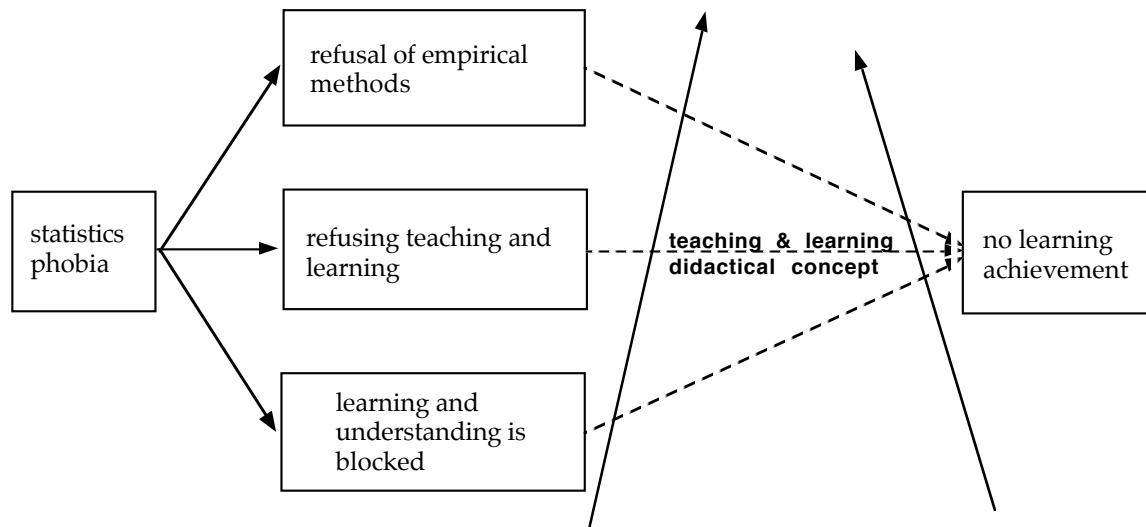 refusal of empirical
methods
statistics
phobia
refusing teaching and
learning
teaching & learning
didactical concept
no learning
achievement
learning and
understanding is
blocked